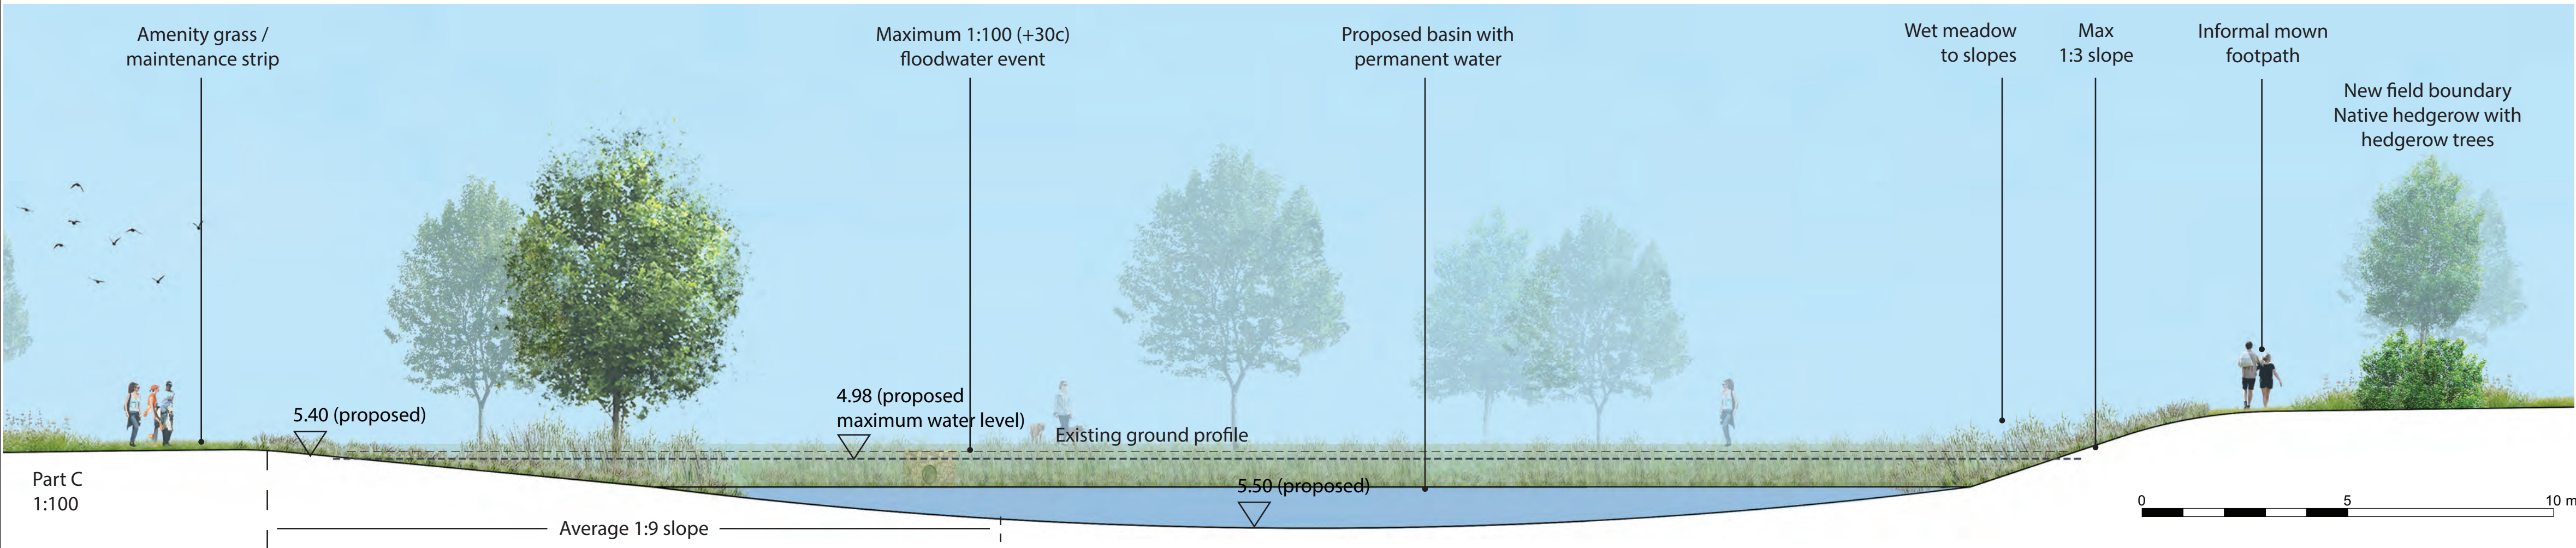 Amenity grass /
maintenance strip
Maximum 1:100 (+30c)
floodwater event
Proposed basin with
permanent water
Wet meadow
to slopes
Max
1:3 slope
Informal mown
footpath
New field boundary
Native hedgerow with
hedgerow trees
5.40 (proposed)
4.98 (proposed
maximum water level)
Existing ground profile
5.50 (proposed)
Part C
1:100
Average 1:9 slope
0 5 10 m